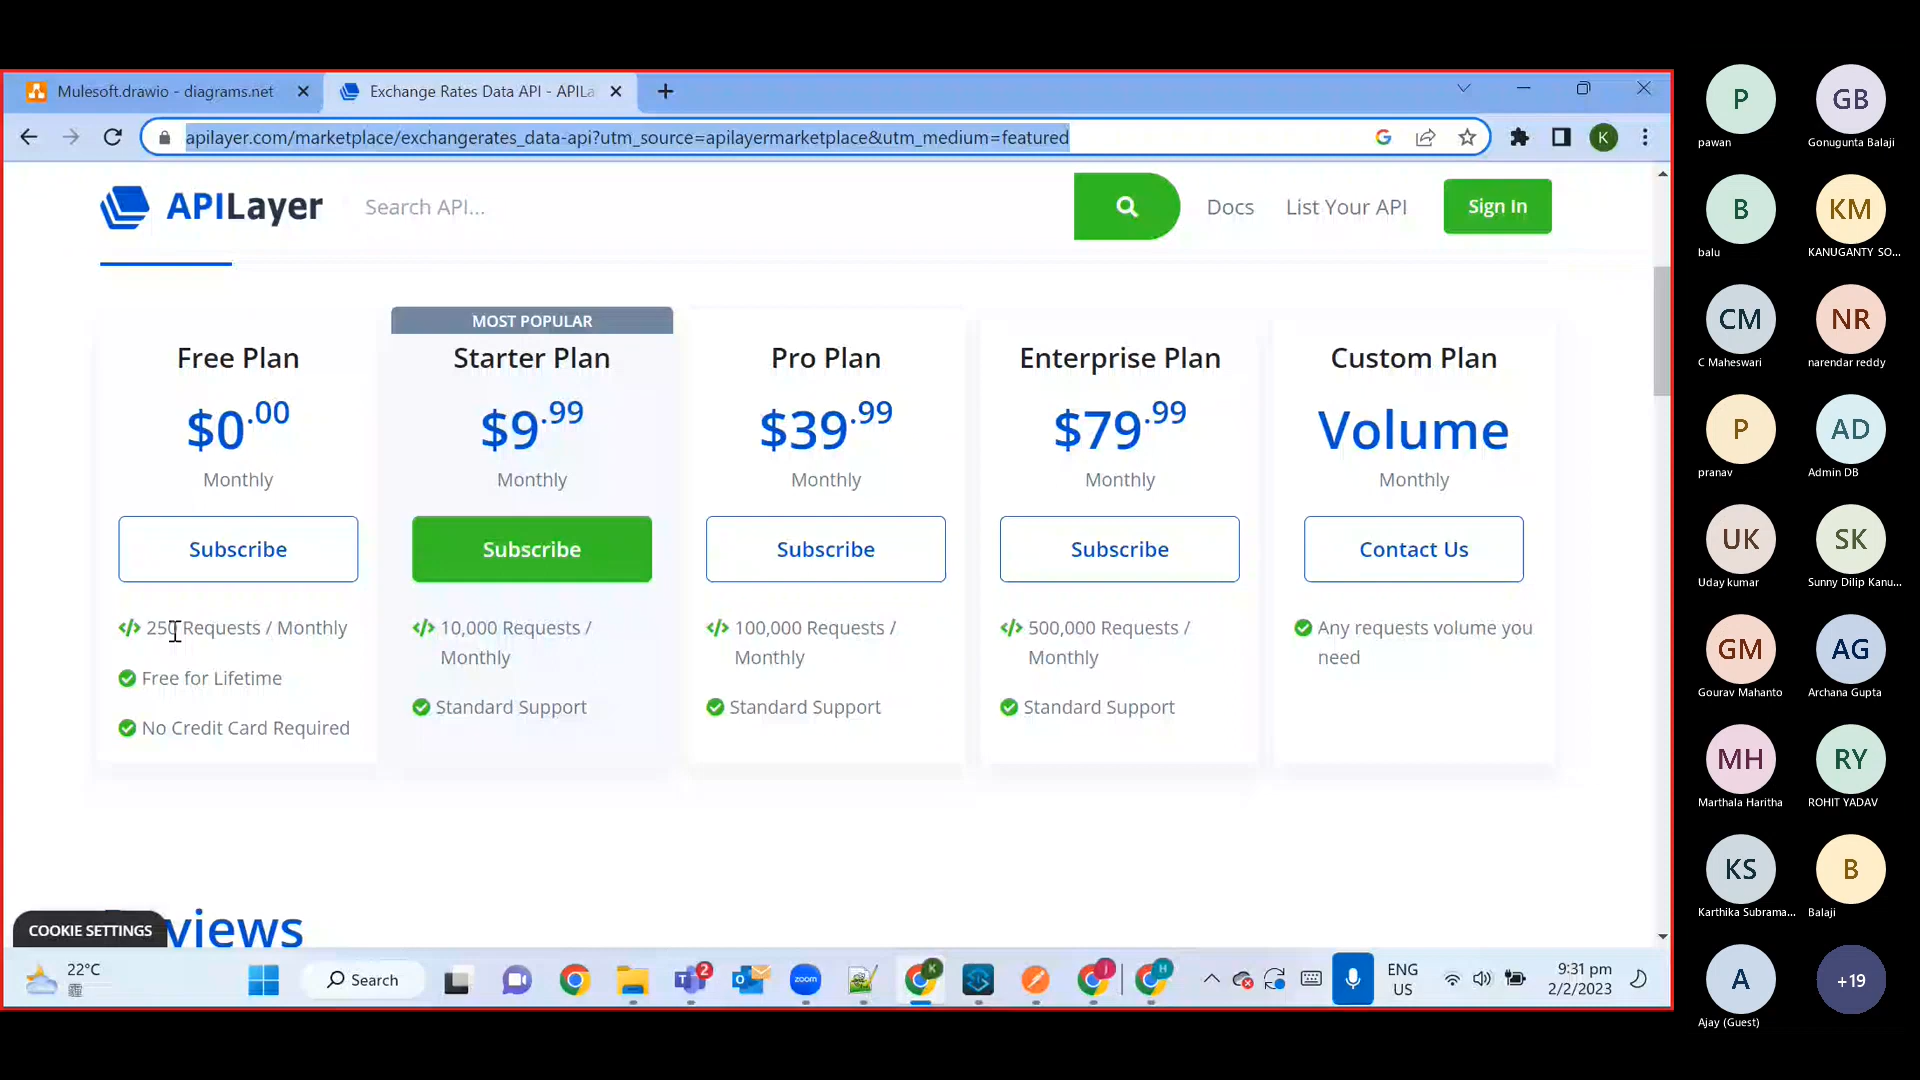 Mulesoft.drawio - diagrams.net
Exchange Rates Data API - APILa
apilayer.com/marketplace/exchangerates_data-api?utm_source=apilayermarketplace&utm_medium=featured
G
K
APILayer
Search API...
Docs
List Your API
Sign In
MOST POPULAR
Free Plan
$0.00
Monthly
Subscribe
250 Requests / Monthly
Free for Lifetime
No Credit Card Required
Starter Plan
$9.99
Monthly
Subscribe
10,000 Requests /
Monthly
Standard Support
Pro Plan
$39.99
Monthly
Subscribe
100,000 Requests /
Monthly
Standard Support
Enterprise Plan
$79.99
Monthly
Subscribe
500,000 Requests /
Monthly
Standard Support
Custom Plan
Volume
Monthly
Contact Us
Any requests volume you
need
COOKIE SETTINGS
views
22°C
Search
2
zoom
K
J
H
ENG
US
9:31 pm
2/2/2023
P
pawan
GB
Gonugunta Balaji
B
balu
KM
KANUGANTY SO...
CM
C Maheswari
NR
narendar reddy
P
pranav
AD
Admin DB
UK
Uday kumar
SK
Sunny Dilip Kanu...
GM
Gourav Mahanto
AG
Archana Gupta
MH
Marthala Haritha
RY
ROHIT YADAV
KS
Karthika Subrama...
B
Balaji
A
Ajay (Guest)
+19